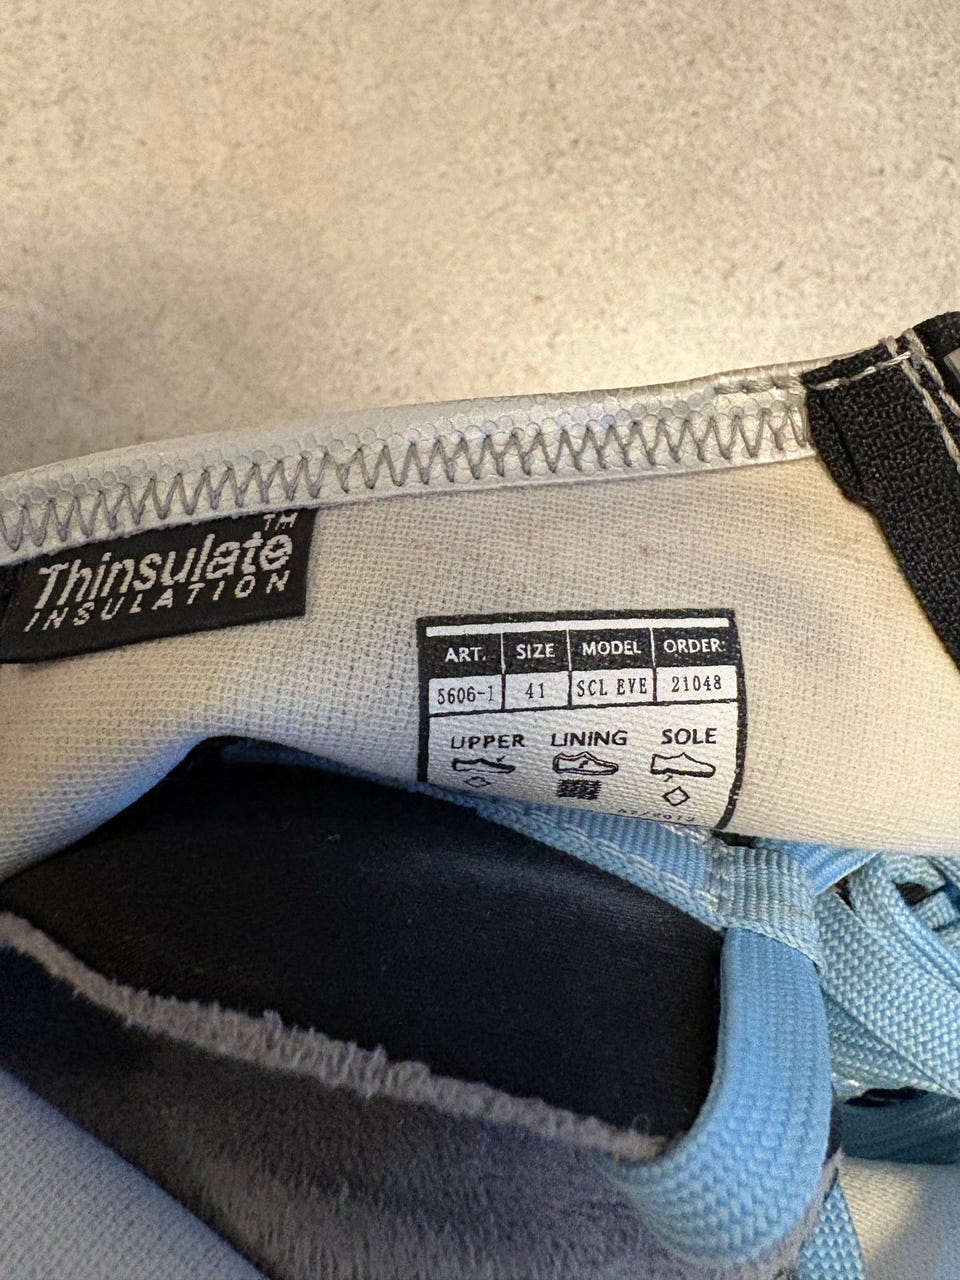 Thinsulate™
INSULATION
ART. SIZE MODEL ORDER
5606-1 41 SCL EVE 21048
UPPER LINING SOLE